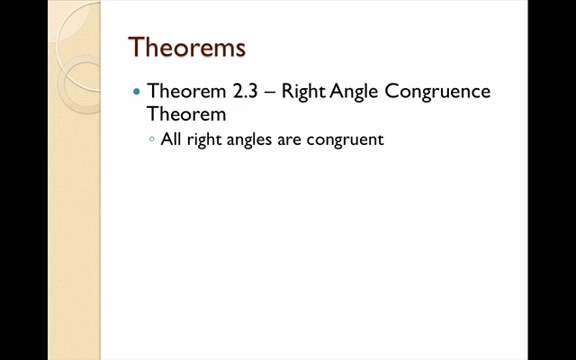 Theorems
Theorem 2.3 – Right Angle Congruence
Theorem
All right angles are congruent